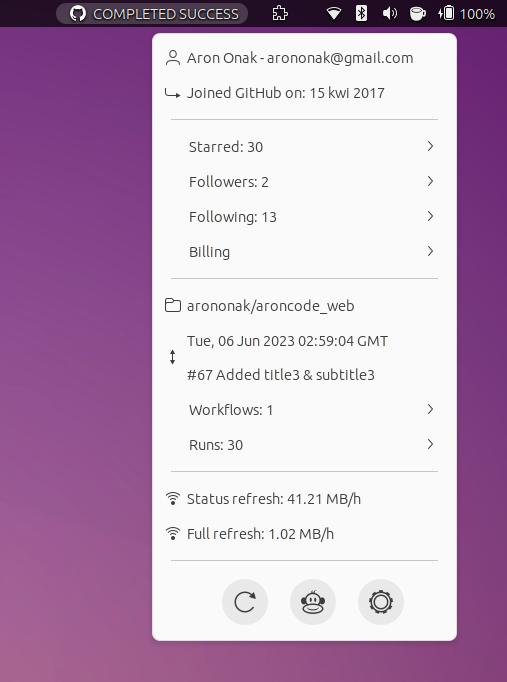 COMPLETED SUCCESS
100%
Aron Onak - arononak@gmail.com
Joined GitHub on: 15 kwi 2017
Starred: 30
Followers: 2
Following: 13
Billing
arononak/aroncode_web
Tue, 06 Jun 2023 02:59:04 GMT
#67 Added title3 & subtitle3
Workflows: 1
Runs: 30
Status refresh: 41.21 MB/h
Full refresh: 1.02 MB/h